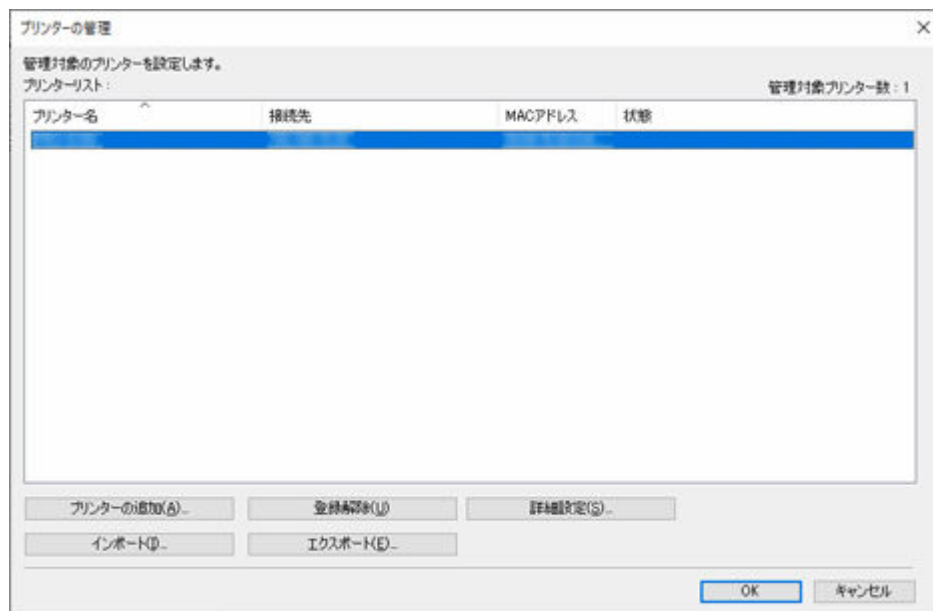 プリンターの管理
管理対象のプリンターを設定します。
プリンターリスト:
管理対象プリンター数:1
プリンター名 接続先 MACアドレス 状態
プリンターの追加(A)... 登録解除(U) 詳細設定(S)...
インポート(I)... エクスポート(E)...
OK キャンセル